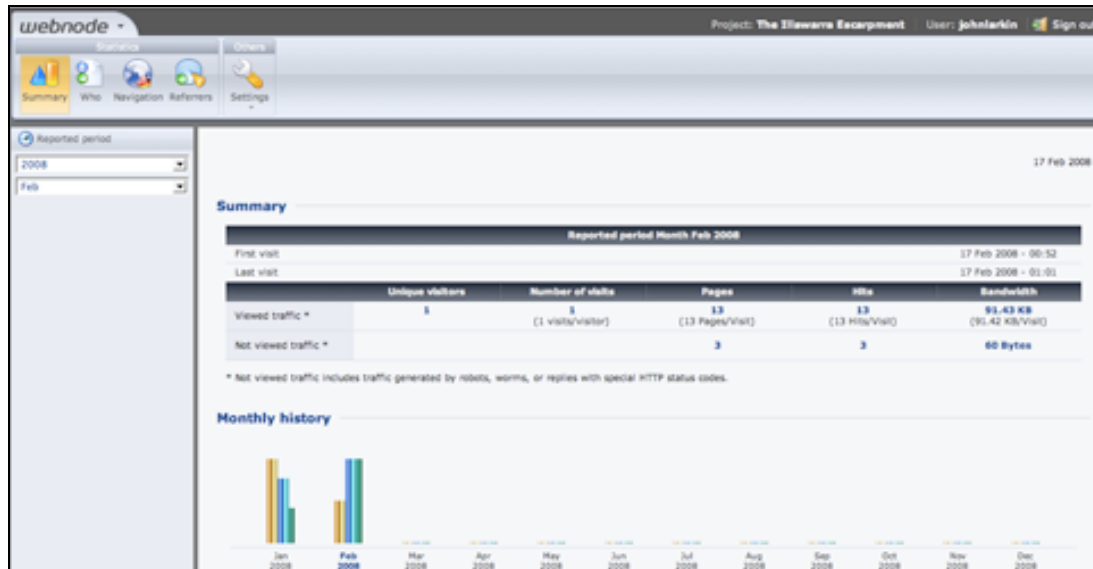 webnode
Project: The Illawarra Escarpment User: johnlarkin Sign out
Statistics Others
Summary Who Navigation Referrers Settings
Reported period
2008
Feb
17 Feb 2008
Summary
Reported period Month Feb 2008
First visit 17 Feb 2008 - 00:52
Last visit 17 Feb 2008 - 01:01
Unique visitors Number of visits Pages Hits Bandwidth
Viewed traffic * 1 1 13 13 91.43 KB
(1 visits/visitor) (13 Pages/Visit) (13 Hits/Visit) (91.42 KB/Visit)
Not viewed traffic * 3 3 60 Bytes
* Not viewed traffic includes traffic generated by robots, worms, or replies with special HTTP status codes.
Monthly history
Jan Feb Mar Apr May Jun Jul Aug Sep Oct Nov Dec
2008 2008 2008 2008 2008 2008 2008 2008 2008 2008 2008 2008